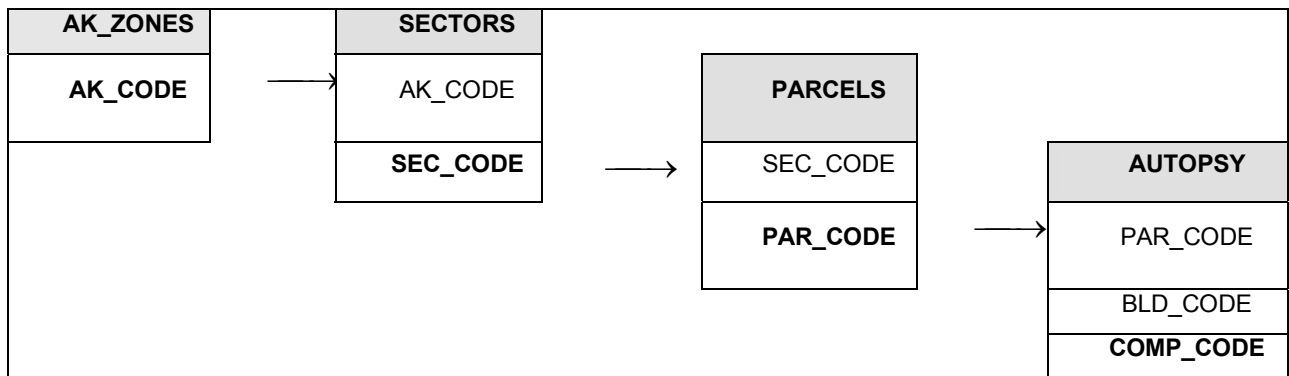 AK_ZONES
AK_CODE
SECTORS
AK_CODE
SEC_CODE
PARCELS
SEC_CODE
PAR_CODE
AUTOPSY
PAR_CODE
BLD_CODE
COMP_CODE